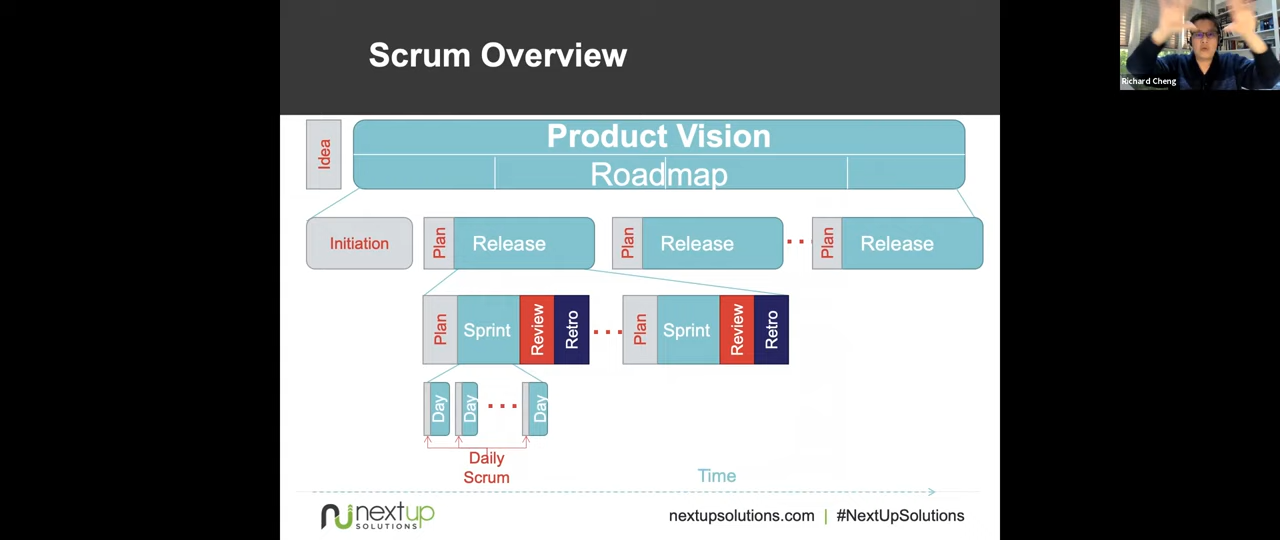 Scrum Overview
Richard Cheng
Idea
Product Vision
Roadmap
Initiation
Plan
Release
Plan
Release
Plan
Release
Plan
Sprint
Review
Retro
Plan
Sprint
Review
Retro
Day
Day
Day
Daily
Scrum
Time
nextup
SOLUTIONS
nextupsolutions.com | #NextUpSolutions